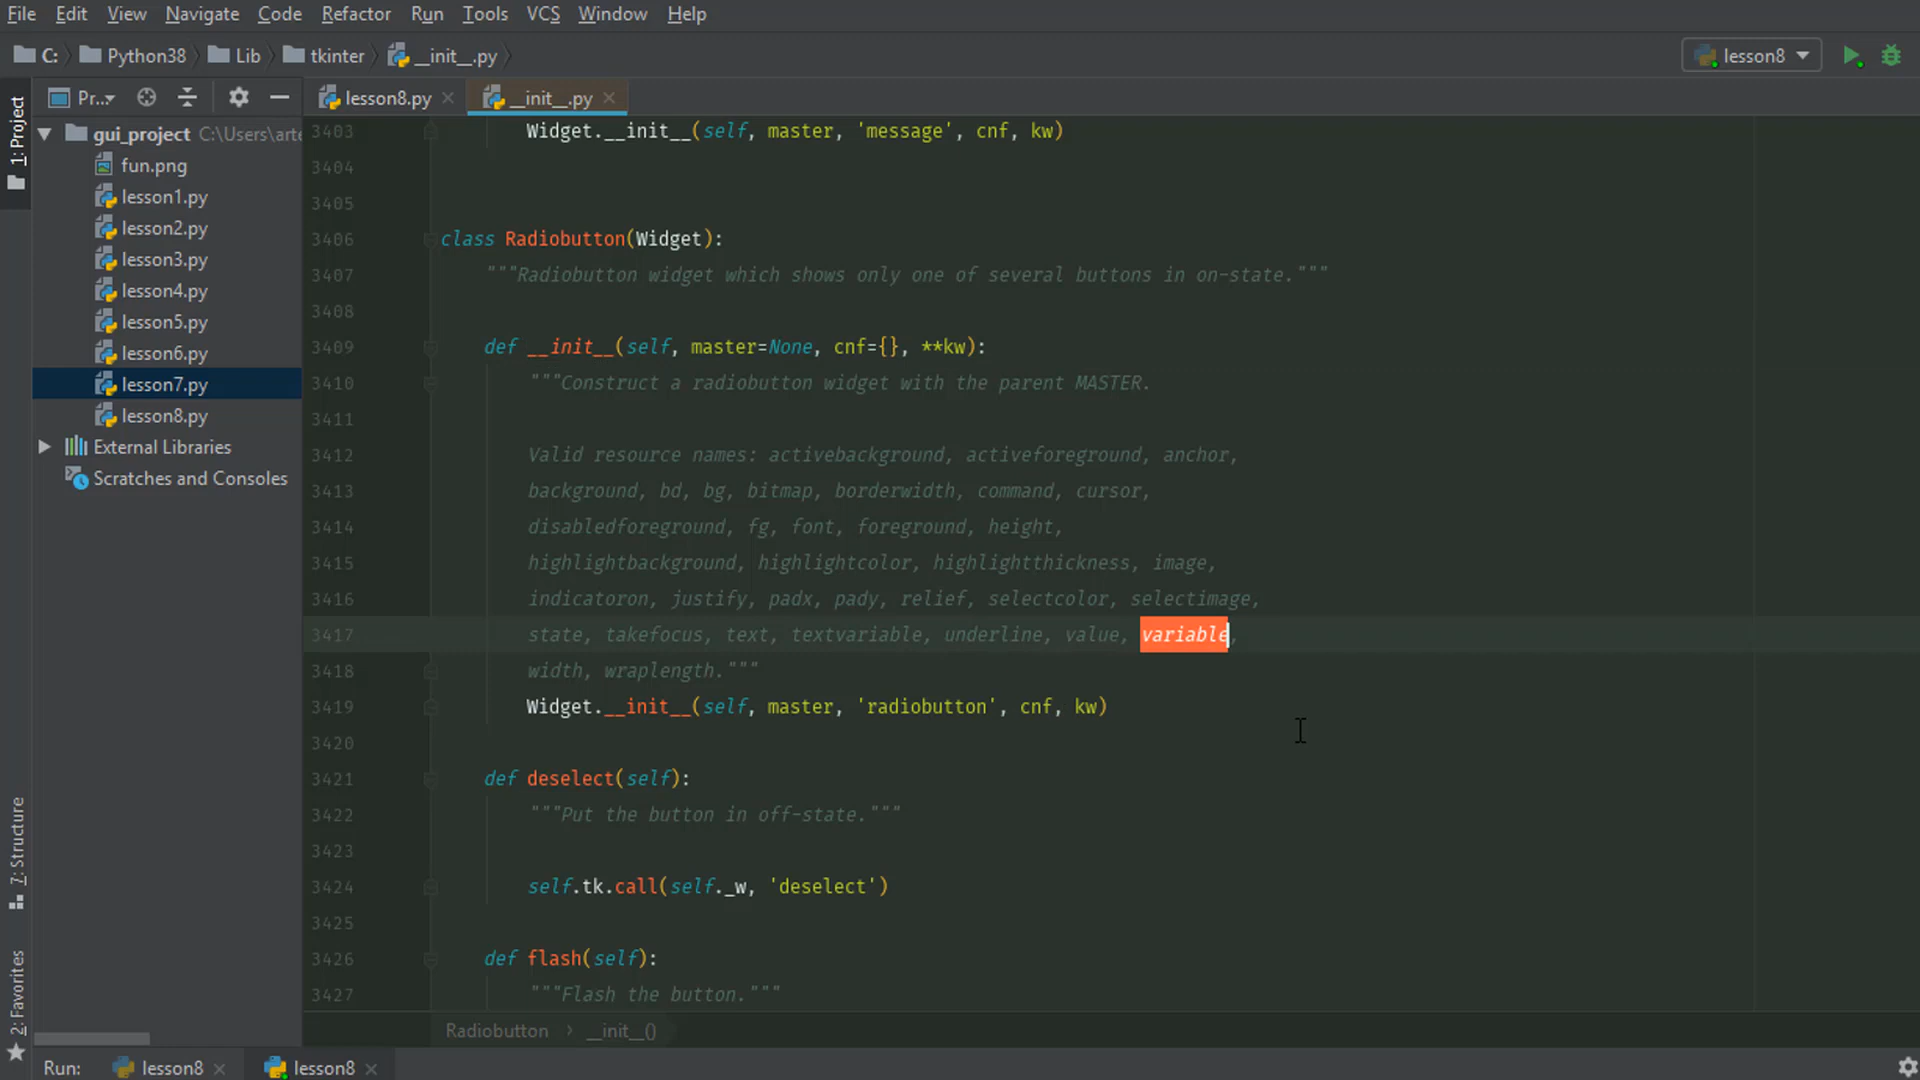 File Edit View Navigate Code Refactor Run Tools VCS Window Help
C: Python38 Lib tkinter __init__.py lesson8
1: Project
Pr...
lesson8.py __init__.py
gui_project C:\Users\arte
fun.png
lesson1.py
lesson2.py
lesson3.py
lesson4.py
lesson5.py
lesson6.py
lesson7.py
lesson8.py
External Libraries
Scratches and Consoles
7: Structure
2: Favorites
3403 Widget.__init__(self, master, 'message', cnf, kw)
3404
3405
3406 class Radiobutton(Widget):
3407 """Radiobutton widget which shows only one of several buttons in on-state."""
3408
3409 def __init__(self, master=None, cnf={}, **kw):
3410 """Construct a radiobutton widget with the parent MASTER.
3411
3412 Valid resource names: activebackground, activeforeground, anchor,
3413 background, bd, bg, bitmap, borderwidth, command, cursor,
3414 disabledforeground, fg, font, foreground, height,
3415 highlightbackground, highlightcolor, highlightthickness, image,
3416 indicatoron, justify, padx, pady, relief, selectcolor, selectimage,
3417 state, takefocus, text, textvariable, underline, value, variable,
3418 width, wraplength."""
3419 Widget.__init__(self, master, 'radiobutton', cnf, kw)
3420
3421 def deselect(self):
3422 """Put the button in off-state."""
3423
3424 self.tk.call(self._w, 'deselect')
3425
3426 def flash(self):
3427 """Flash the button."""
Radiobutton __init__()
Run: lesson8 lesson8